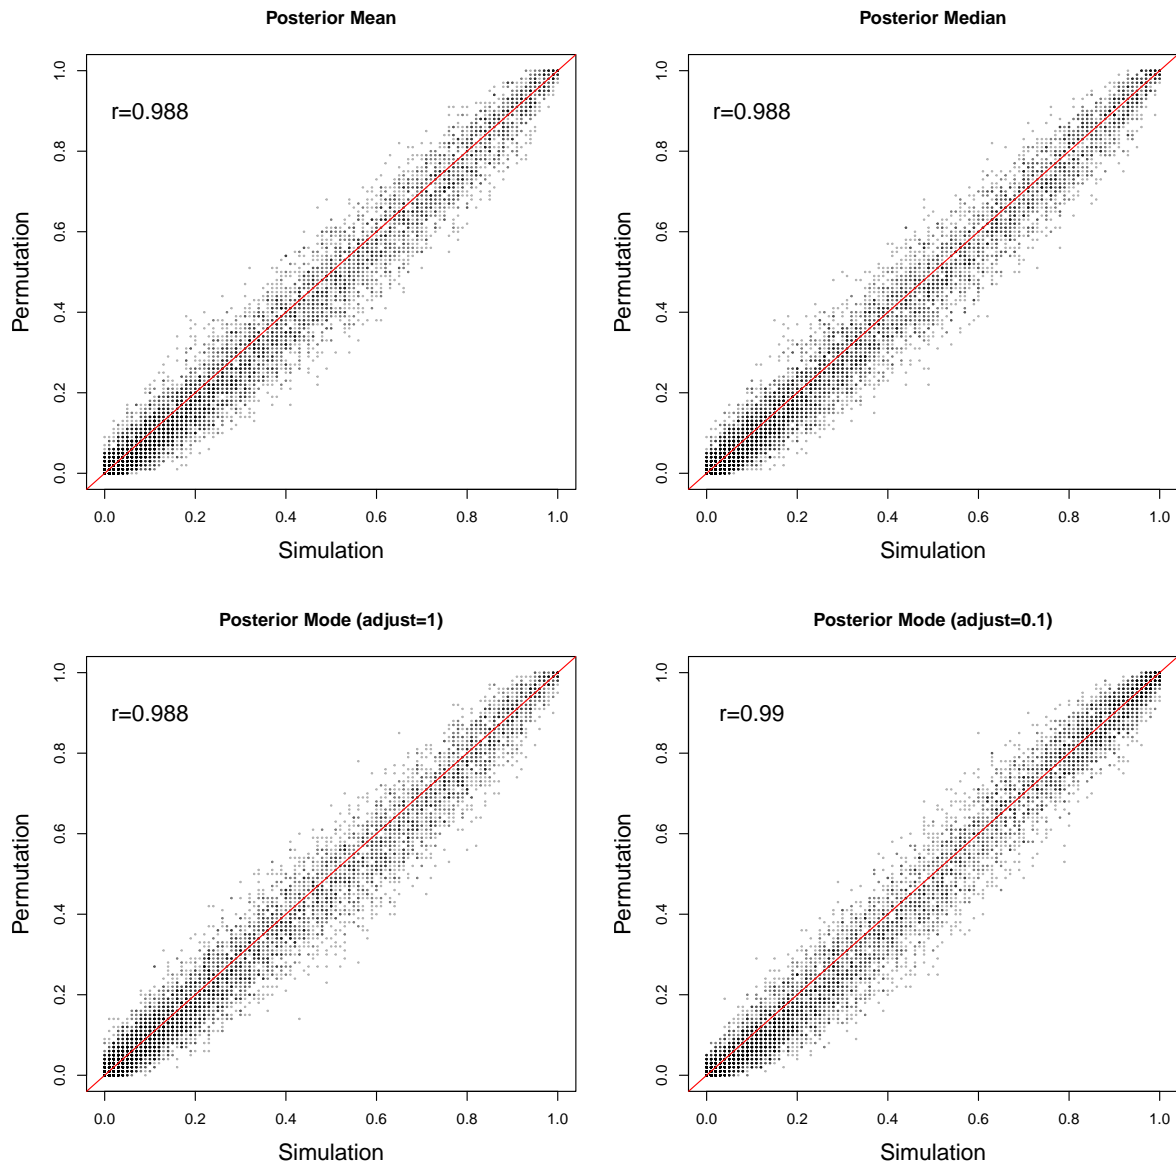 Posterior Mean
r=0.988
Permutation
1.0
0.8
0.6
0.4
0.2
0.0
0.0 0.2 0.4 0.6 0.8 1.0
Simulation
Posterior Median
r=0.988
Permutation
1.0
0.8
0.6
0.4
0.2
0.0
0.0 0.2 0.4 0.6 0.8 1.0
Simulation
Posterior Mode (adjust=1)
r=0.988
Permutation
1.0
0.8
0.6
0.4
0.2
0.0
0.0 0.2 0.4 0.6 0.8 1.0
Simulation
Posterior Mode (adjust=0.1)
r=0.99
Permutation
1.0
0.8
0.6
0.4
0.2
0.0
0.0 0.2 0.4 0.6 0.8 1.0
Simulation